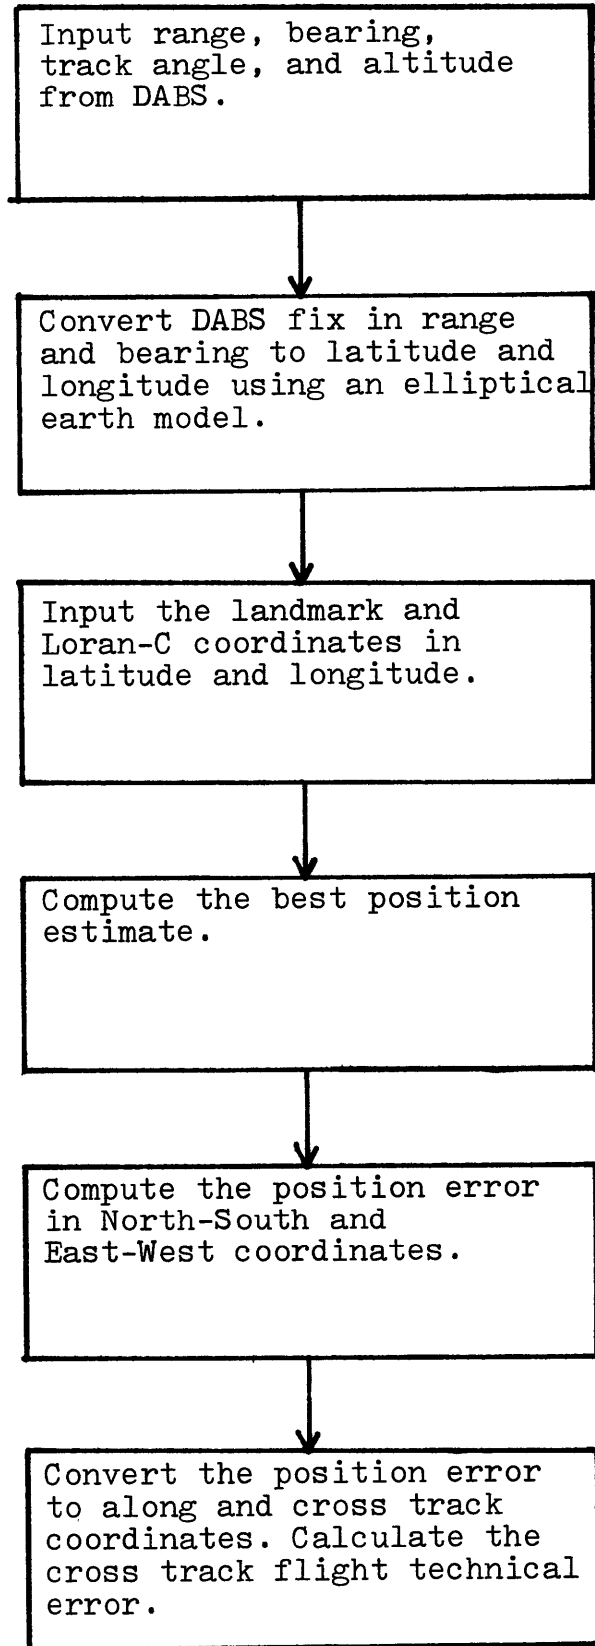 Input range, bearing,
track angle, and altitude
from DABS.
Convert DABS fix in range
and bearing to latitude and
longitude using an elliptical
earth model.
Input the landmark and
Loran-C coordinates in
latitude and longitude.
Compute the best position
estimate.
Compute the position error
in North-South and
East-West coordinates.
Convert the position error
to along and cross track
coordinates. Calculate the
cross track flight technical
error.